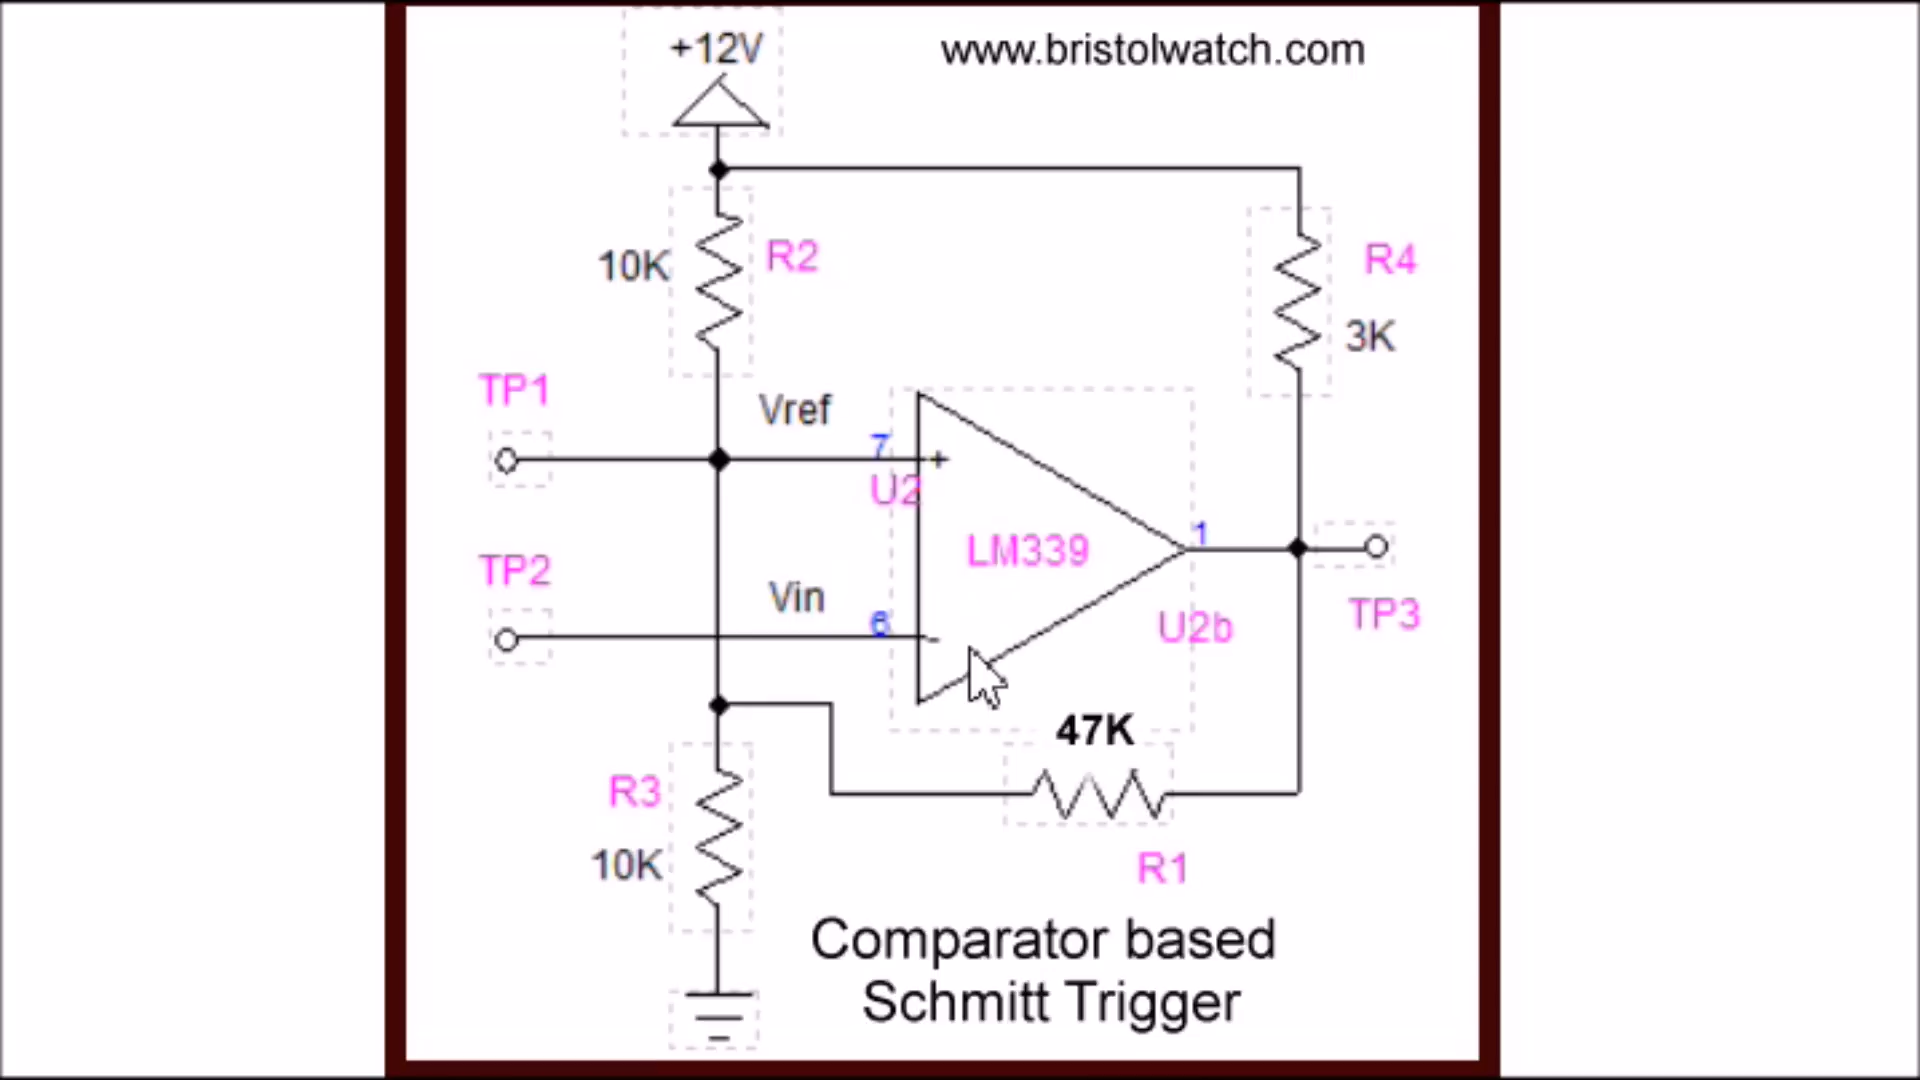 +12V
www.bristolwatch.com
10K
R2
R4
3K
TP1
Vref
7
+
U2
LM339
1
TP2
Vin
6
-
U2b
TP3
47K
R3
10K
R1
Comparator based
Schmitt Trigger